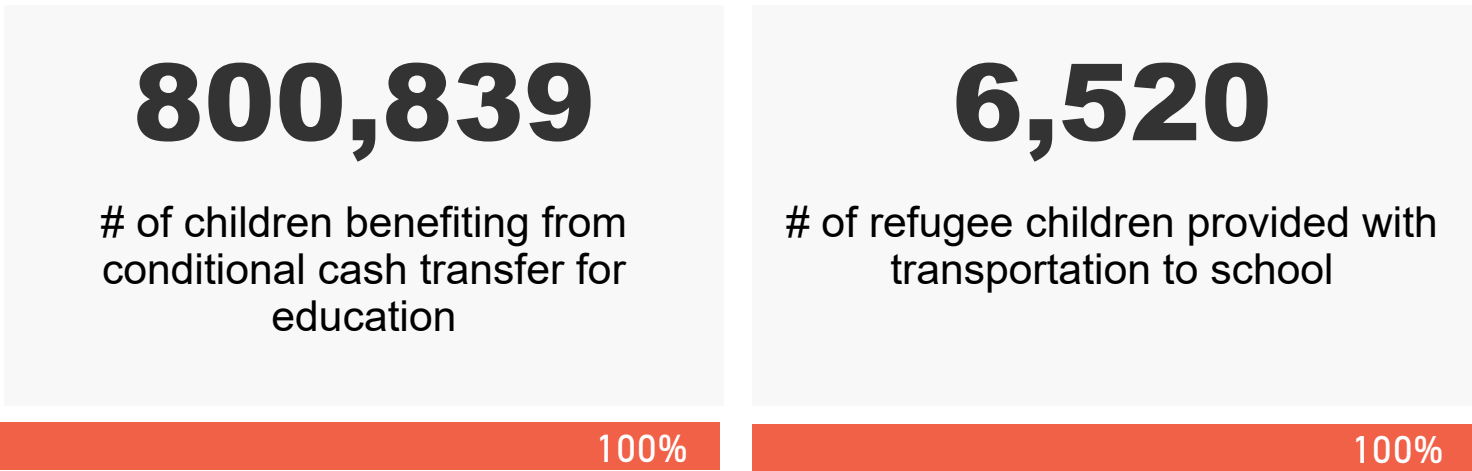 800,839
# of children benefiting from
conditional cash transfer for
education
100%
6,520
# of refugee children provided with
transportation to school
100%